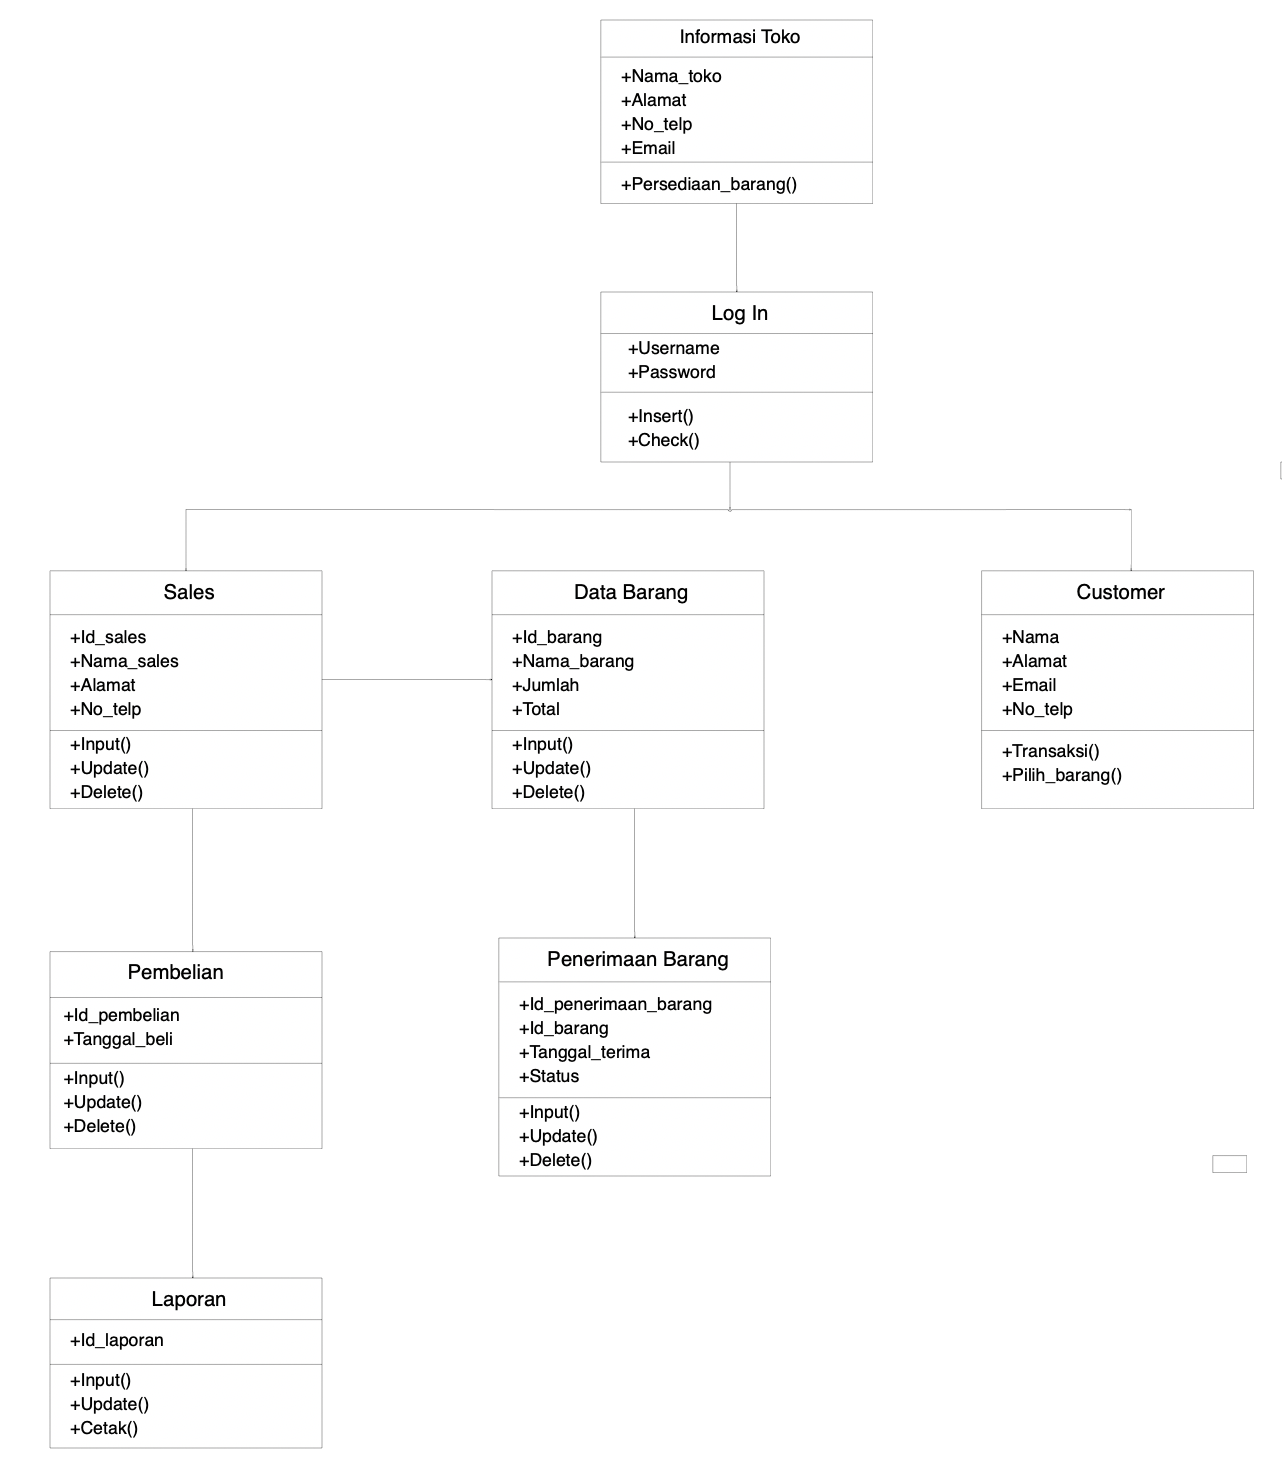 Informasi Toko
+Nama_toko
+Alamat
+No_telp
+Email
+Persediaan_barang()
Log In
+Username
+Password
+Insert()
+Check()
Sales
+Id_sales
+Nama_sales
+Alamat
+No_telp
+Input()
+Update()
+Delete()
Data Barang
+Id_barang
+Nama_barang
+Jumlah
+Total
+Input()
+Update()
+Delete()
Customer
+Nama
+Alamat
+Email
+No_telp
+Transaksi()
+Pilih_barang()
Pembelian
+Id_pembelian
+Tanggal_beli
+Input()
+Update()
+Delete()
Penerimaan Barang
+Id_penerimaan_barang
+Id_barang
+Tanggal_terima
+Status
+Input()
+Update()
+Delete()
Laporan
+Id_laporan
+Input()
+Update()
+Cetak()